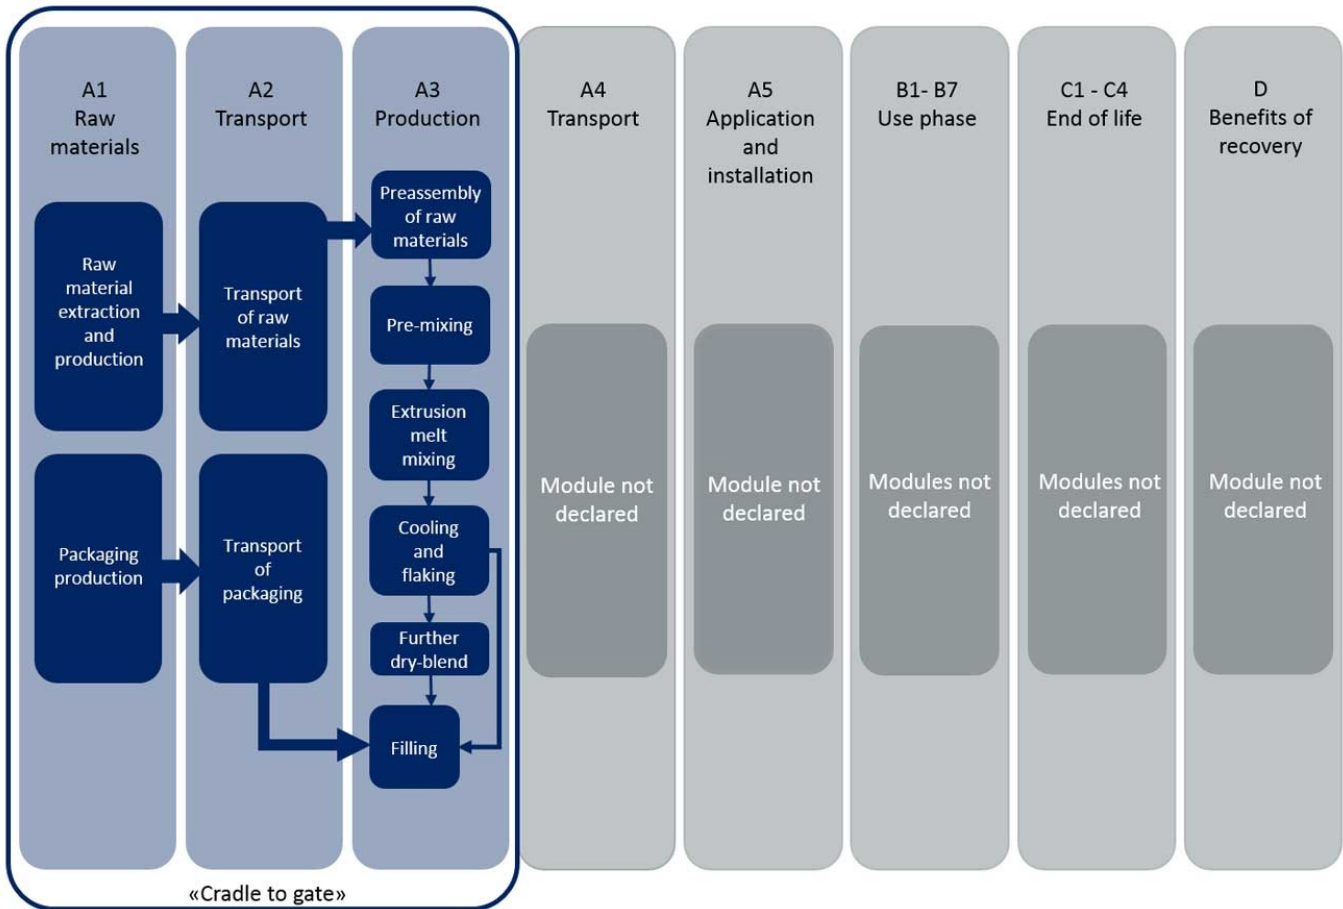 A1
Raw
materials
A2
Transport
A3
Production
A4
Transport
A5
Application
and
installation
B1- B7
Use phase
C1 - C4
End of life
D
Benefits of
recovery
Raw
material
extraction
and
production
Transport
of raw
materials
Preassembly
of raw
materials
Pre-mixing
Extrusion
melt
mixing
Packaging
production
Transport
of
packaging
Cooling
and
flaking
Further
dry-blend
Filling
Module not
declared
Module not
declared
Modules not
declared
Modules not
declared
Module not
declared
«Cradle to gate»